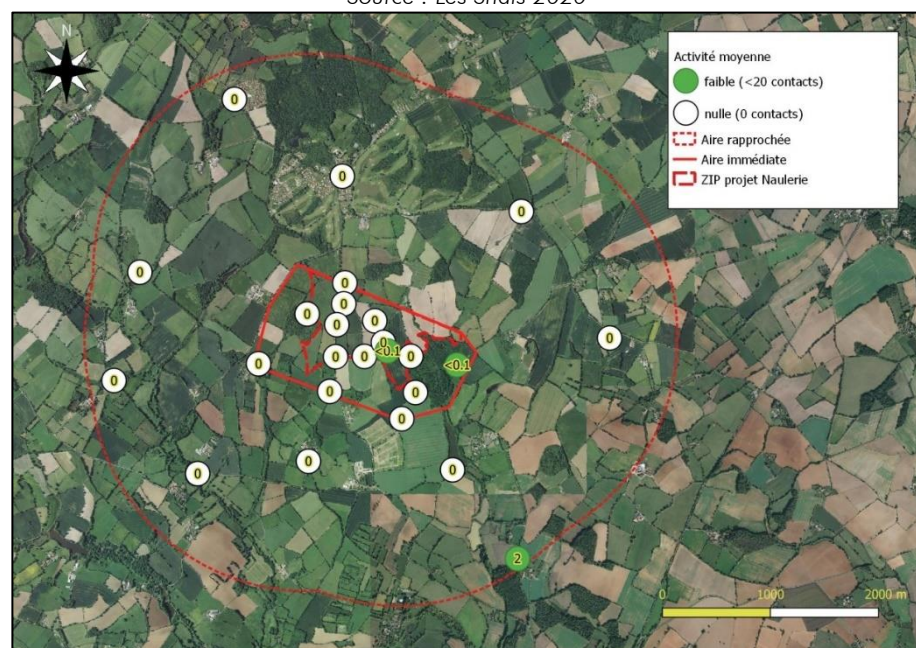 Source : Les Snats 2020
N
Activité moyenne
faible (<20 contacts)
nulle (0 contacts)
Aire rapprochée
Aire immédiate
ZIP projet Naulerie
0
0
0
0
0
0
0
0
0
0
0
<0.1
0
0
0
<0.1
0
0
0
0
0
0
0
0
2
0 1000 2000 m